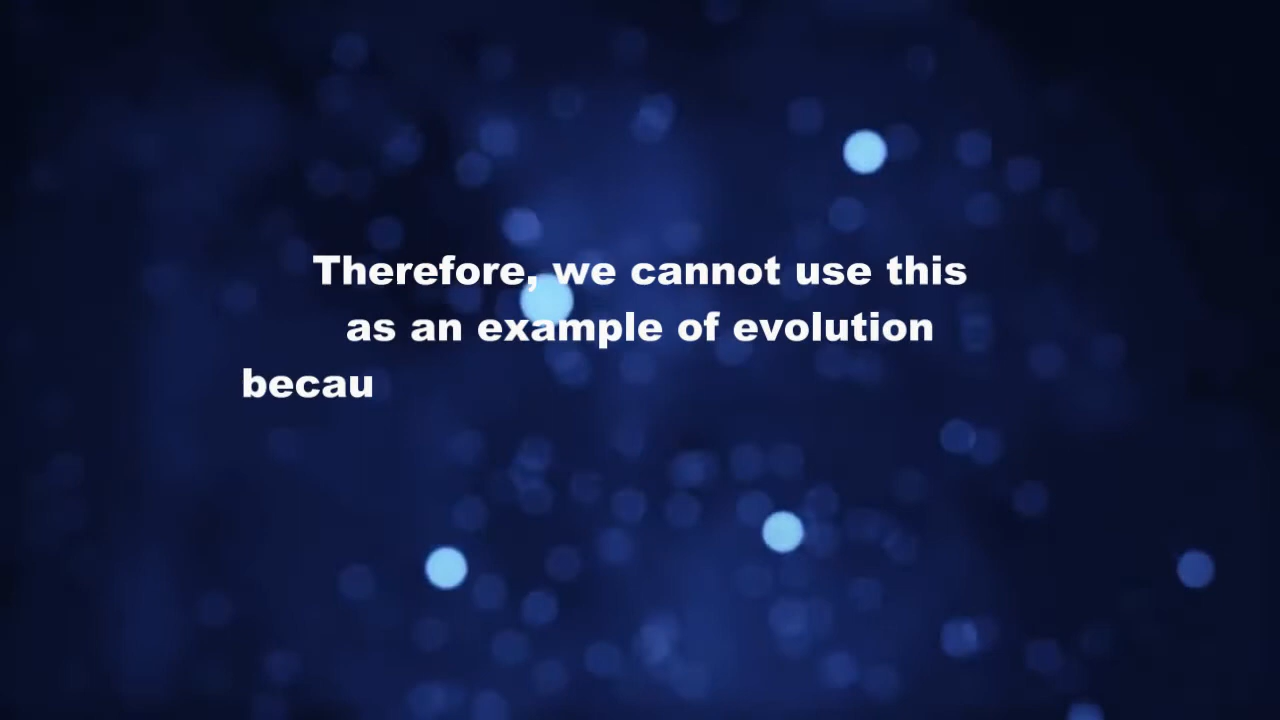 Therefore, we cannot use this
as an example of evolution
becau